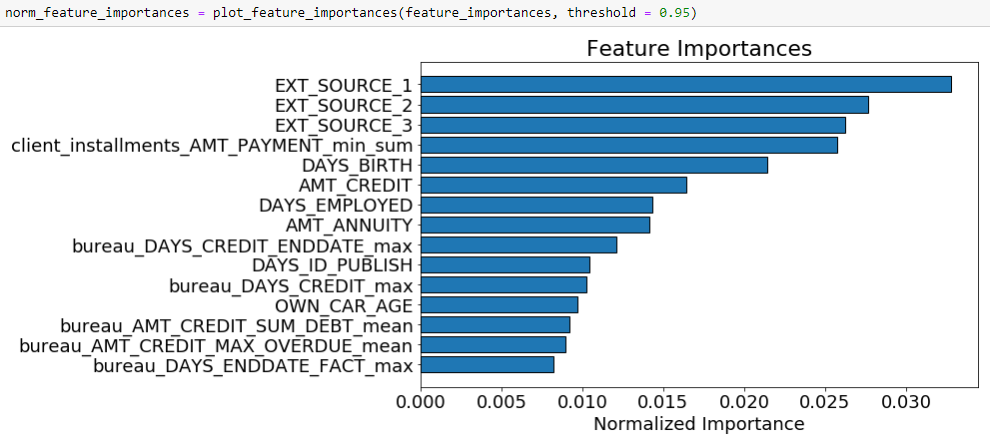 norm_feature_importances = plot_feature_importances(feature_importances, threshold = 0.95)
Feature Importances
EXT_SOURCE_1
EXT_SOURCE_2
EXT_SOURCE_3
client_installments_AMT_PAYMENT_min_sum
DAYS_BIRTH
AMT_CREDIT
DAYS_EMPLOYED
AMT_ANNUITY
bureau_DAYS_CREDIT_ENDDATE_max
DAYS_ID_PUBLISH
bureau_DAYS_CREDIT_max
OWN_CAR_AGE
bureau_AMT_CREDIT_SUM_DEBT_mean
bureau_AMT_CREDIT_MAX_OVERDUE_mean
bureau_DAYS_ENDDATE_FACT_max
0.000 0.005 0.010 0.015 0.020 0.025 0.030
Normalized Importance